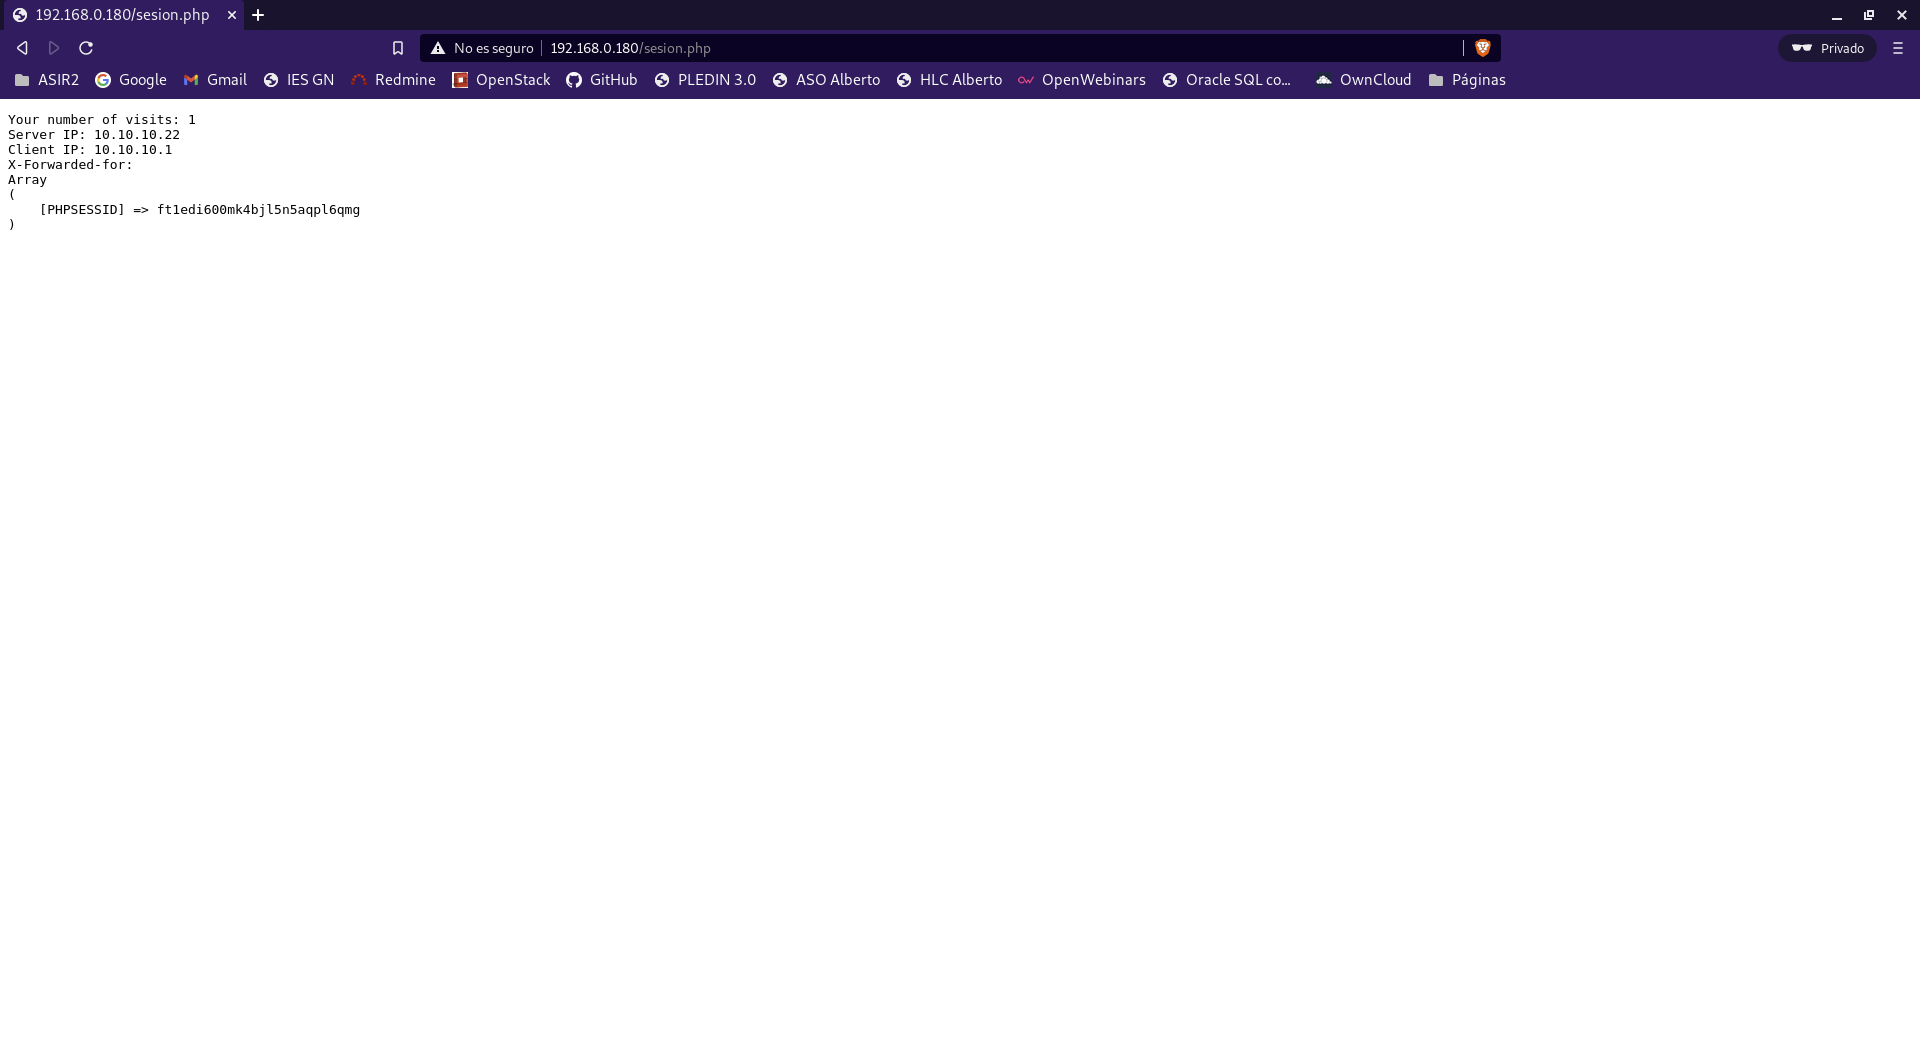 192.168.0.180/sesion.php
No es seguro 192.168.0.180/sesion.php Privado
ASIR2 Google Gmail IES GN Redmine OpenStack GitHub PLEDIN 3.0 ASO Alberto HLC Alberto OpenWebinars Oracle SQL co... OwnCloud Páginas
Your number of visits: 1
Server IP: 10.10.10.22
Client IP: 10.10.10.1
X-Forwarded-for:
Array
(
    [PHPSESSID] => ft1edi600mk4bjl5n5aqpl6qmg
)